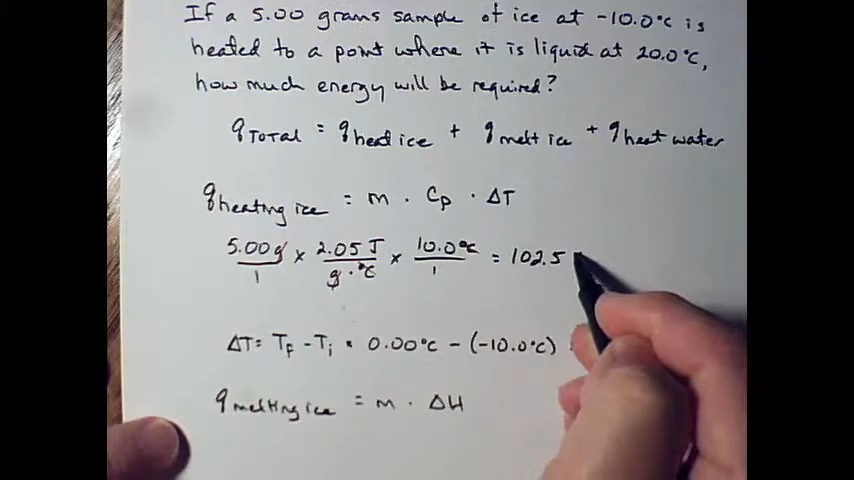 If a 5.00 grams sample of ice at -10.0°C is
heated to a point where it is liquid at 20.0°C,
how much energy will be required?
qTOTAL = qheat ice + qmelt ice + qheat water
qheating ice = m · Cp · ΔT
5.00g/1 × 2.05 J/g·°C × 10.0°C/1 = 102.5
ΔT = TF - Ti = 0.00°C - (-10.0°C)
qmelting ice = m · ΔH